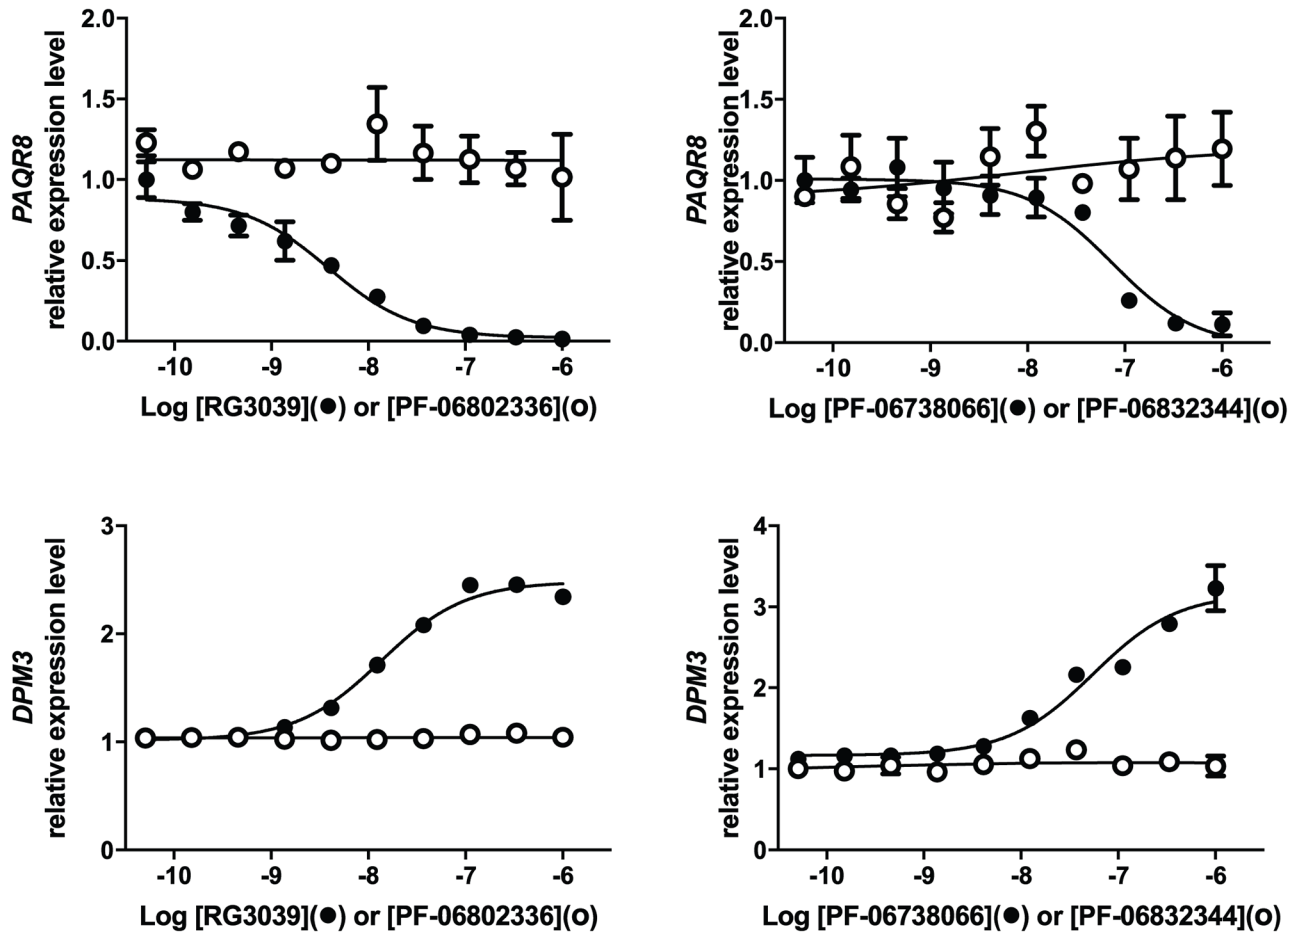 PAQR8
relative expression level
2.0
1.5
1.0
0.5
0.0
-10 -9 -8 -7 -6
Log [RG3039](●) or [PF-06802336](o)
PAQR8
relative expression level
2.0
1.5
1.0
0.5
0.0
-10 -9 -8 -7 -6
Log [PF-06738066](●) or [PF-06832344](o)
DPM3
relative expression level
3
2
1
0
-10 -9 -8 -7 -6
Log [RG3039](●) or [PF-06802336](o)
DPM3
relative expression level
4
3
2
1
0
-10 -9 -8 -7 -6
Log [PF-06738066](●) or [PF-06832344](o)